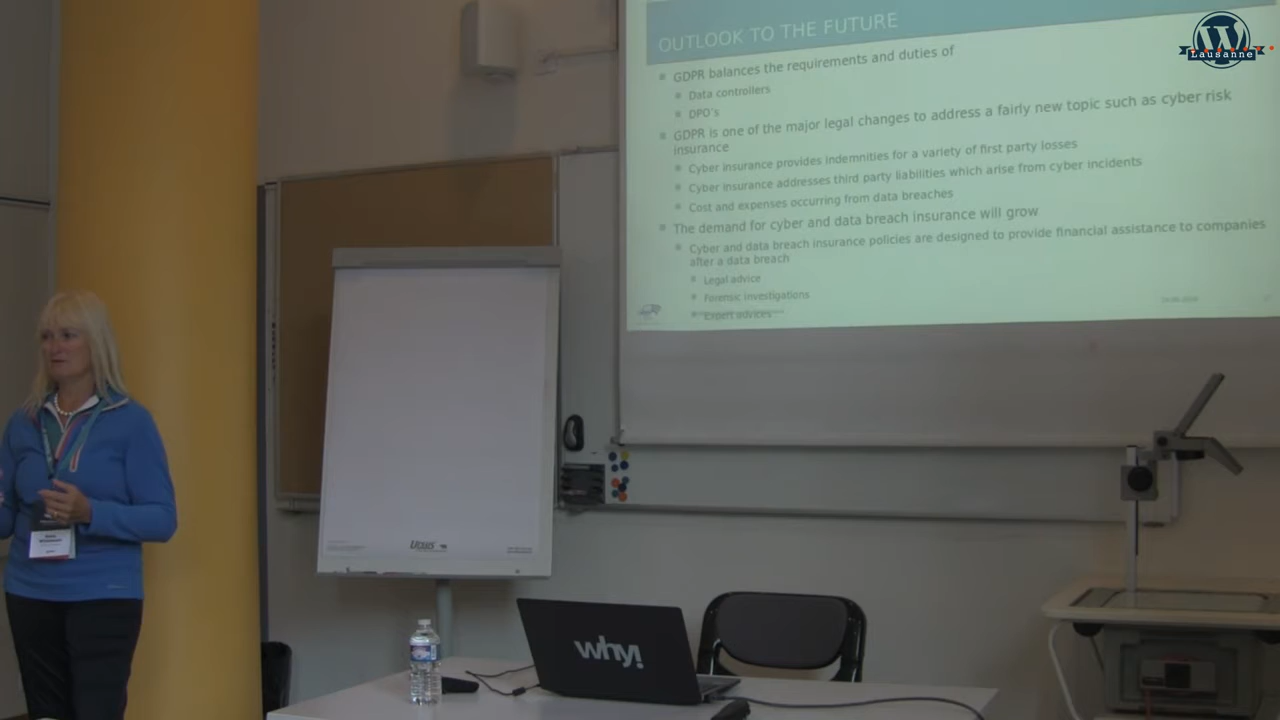 W
Lausanne
OUTLOOK TO THE FUTURE
GDPR balances the requirements and duties of
Data controllers
DPO's
GDPR is one of the major legal changes to address a fairly new topic such as cyber risk
insurance
Cyber insurance provides indemnities for a variety of first party losses
Cyber insurance addresses third party liabilities which arise from cyber incidents
Cost and expenses occurring from data breaches
The demand for cyber and data breach insurance will grow
Cyber and data breach insurance policies are designed to provide financial assistance to companies
after a data breach
Legal advice
Forensic investigations
Expert advices
why!